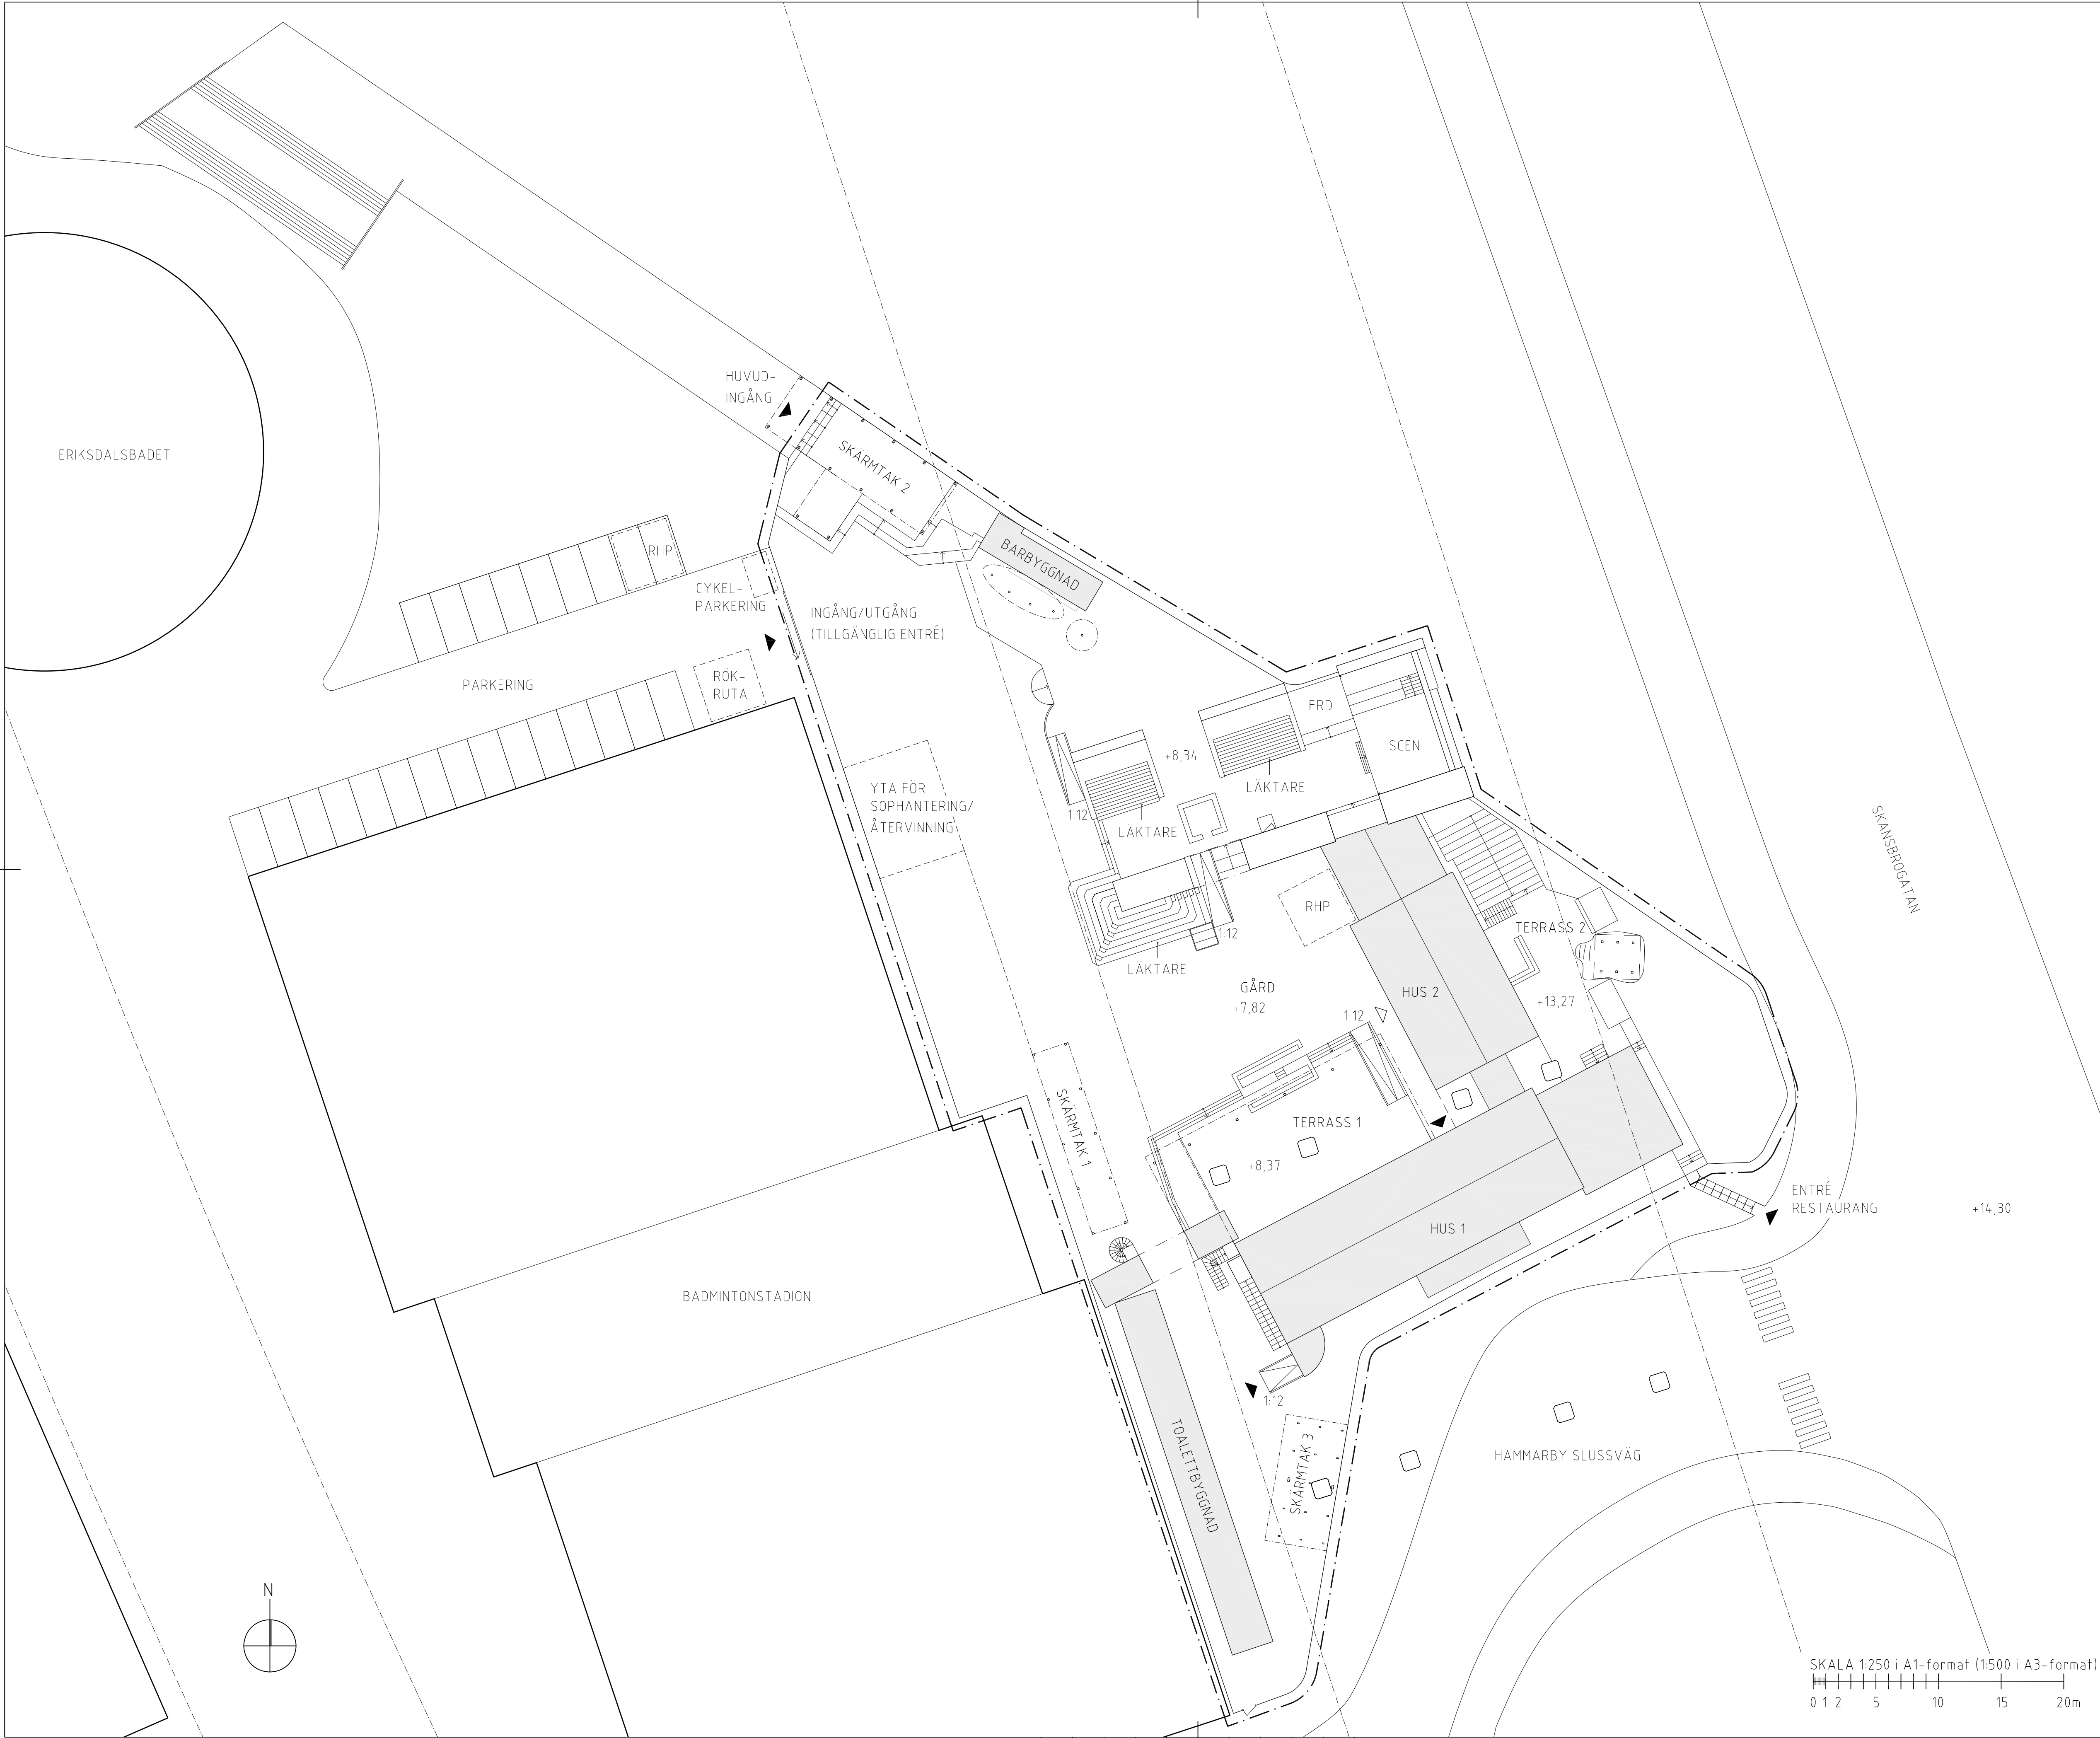 HUVUD-
INGÅNG
ERIKSDALSBADET
SKÄRMTAK 2
RHP
BARBYGGNAD
CYKEL-
PARKERING
INGÅNG/UTGÅNG
(TILLGÄNGLIG ENTRÉ)
PARKERING
RÖK-
RUTA
FRD
SCEN
+8,34
LÄKTARE
YTA FÖR
SOPHANTERING/
ÅTERVINNING
1:12
LÄKTARE
SKANSBROGATAN
RHP
TERRASS 2
1:12
LÄKTARE
GÅRD
+7,82
HUS 2
+13,27
1:12
SKÄRMTAK 1
TERRASS 1
+8,37
ENTRÉ
RESTAURANG
+14,30
HUS 1
BADMINTONSTADION
1:12
TOALETTBYGGNAD
SKÄRMTAK 3
HAMMARBY SLUSSVÄG
N
SKALA 1:250 i A1-format (1:500 i A3-format)
0 1 2 5 10 15 20m